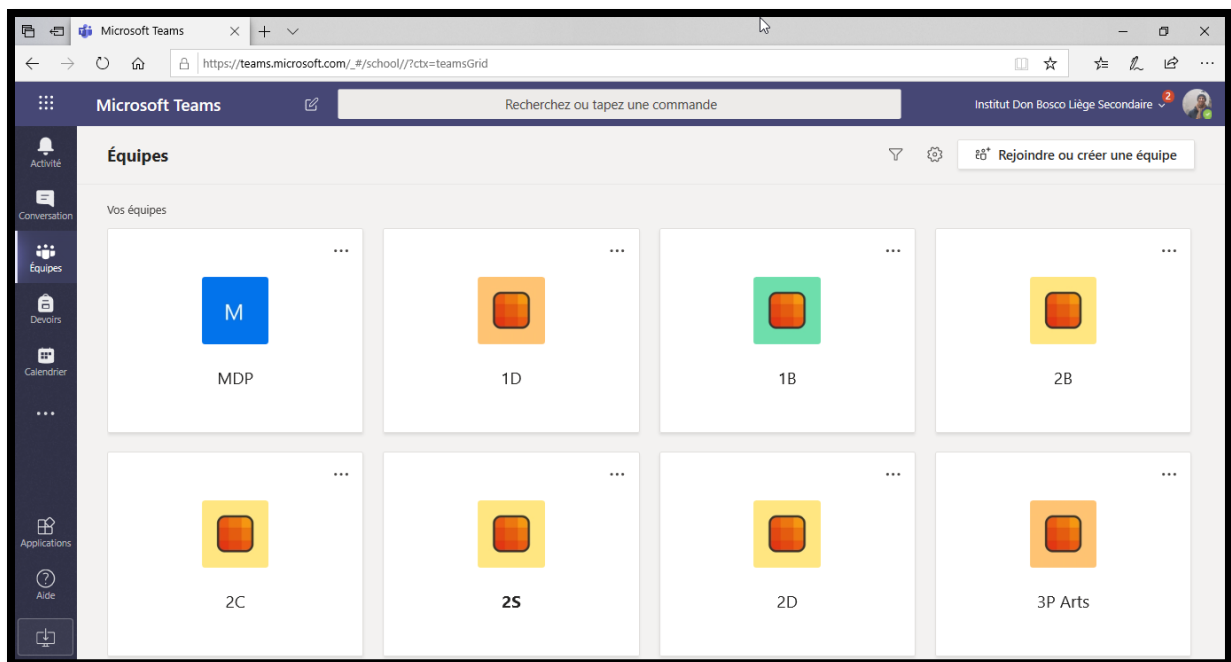 Microsoft Teams
https://teams.microsoft.com/_#/school//?ctx=teamsGrid
Microsoft Teams
Recherchez ou tapez une commande
Institut Don Bosco Liège Secondaire
2
Activité
Conversation
Équipes
Devoirs
Calendrier
Applications
Aide
Équipes
Rejoindre ou créer une équipe
Vos équipes
M
MDP
1D
1B
2B
2C
2S
2D
3P Arts